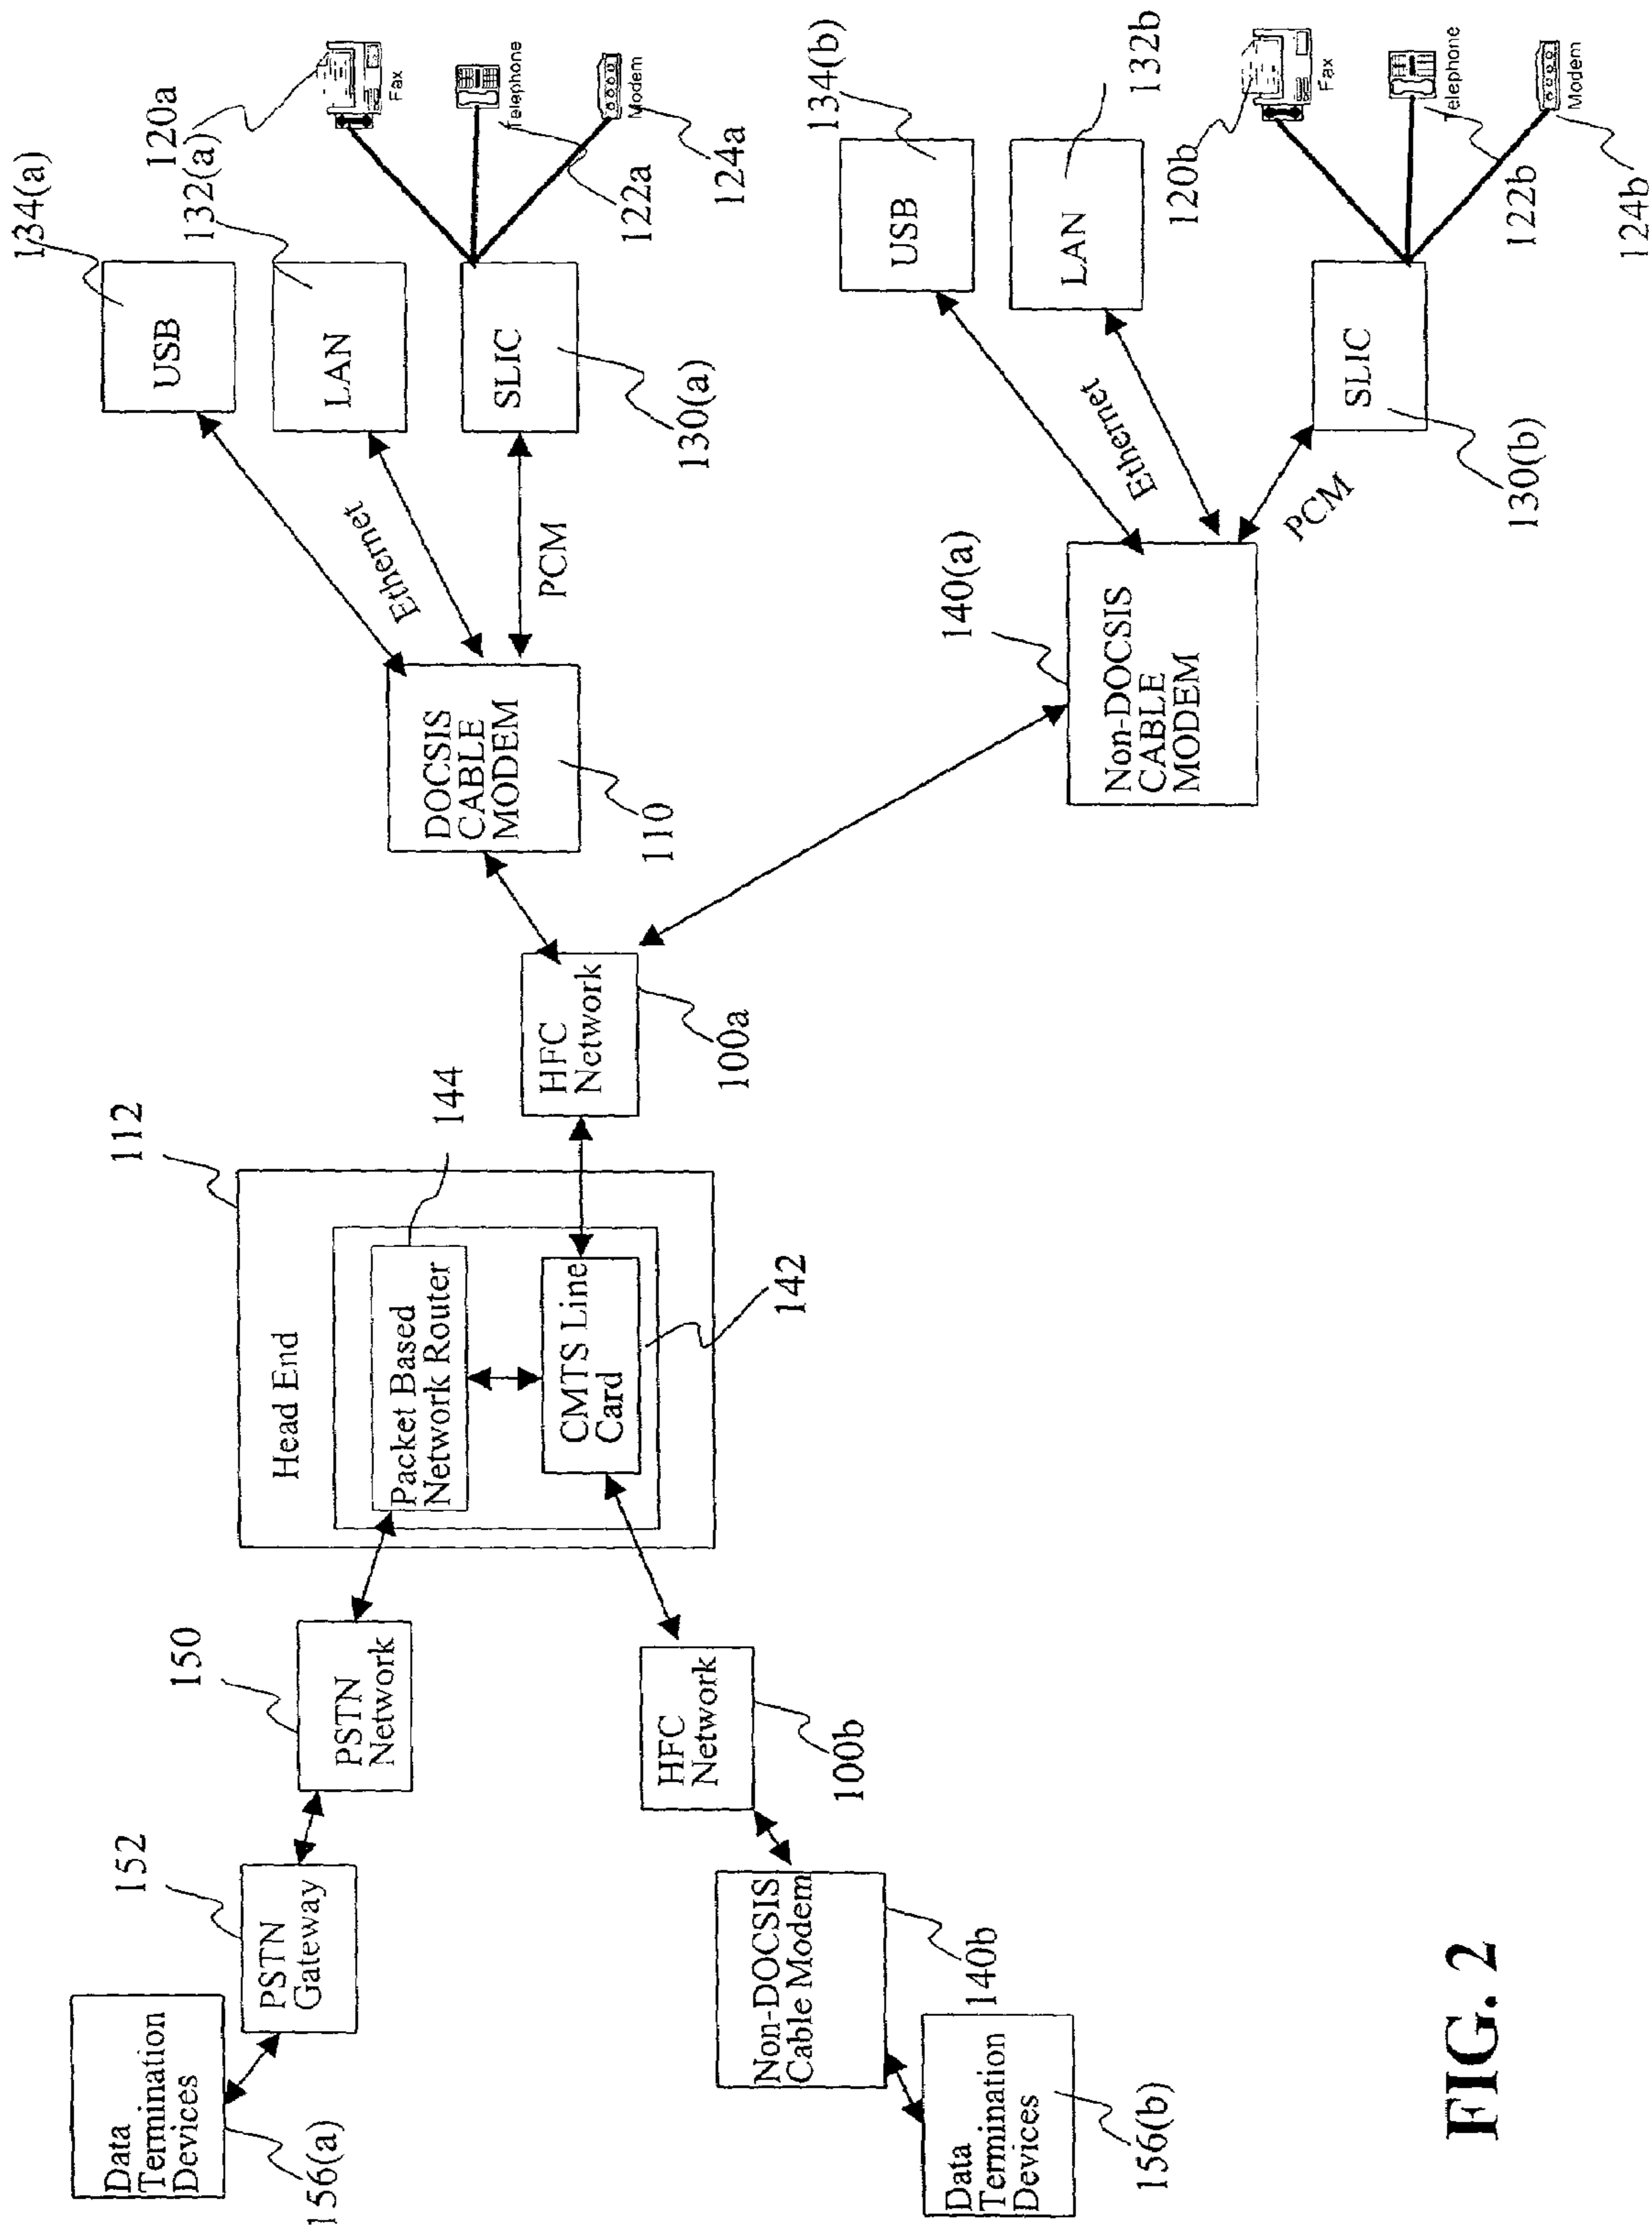 134(a)
120a
132(a)
USB
LAN
SLIC
Fax
Telephone
Modem
122a
124a
130(a)
Ethernet
PCM
DOCSIS
CABLE
MODEM
110
134(b)
132b
USB
LAN
120b
Fax
Telephone
Modem
122b
124b
SLIC
130(b)
Ethernet
PCM
140(a)
Non-DOCSIS
CABLE
MODEM
HFC
Network
100a
112
144
Head End
Packet Based
Network Router
CMTS Line
Card
142
150
PSTN
Network
HFC
Network
100b
152
PSTN
Gateway
Non-DOCSIS
Cable Modem
140b
Data
Termination
Devices
156(a)
Data
Termination
Devices
156(b)
FIG. 2